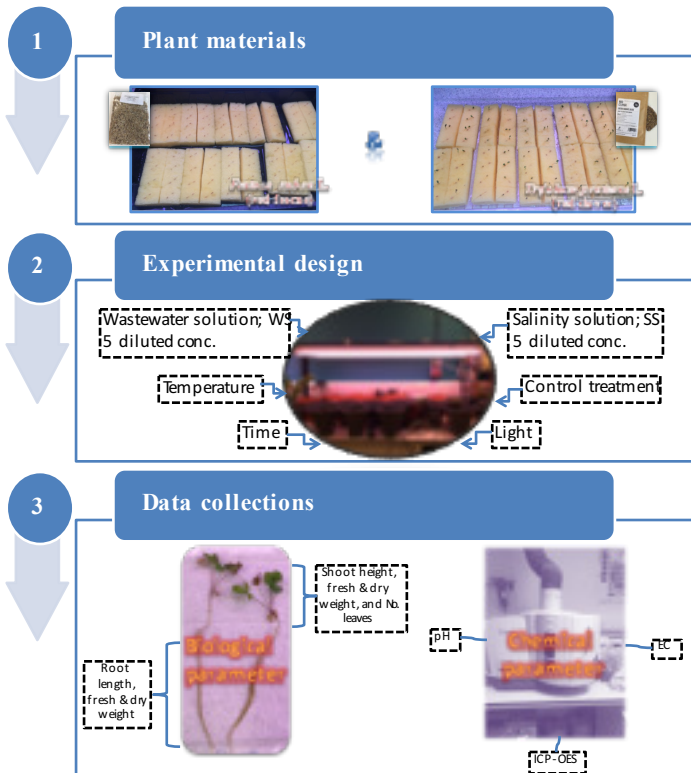 1
Plant materials
2
Experimental design
Wastewater solution; WS
5 diluted conc.
Salinity solution; SS
5 diluted conc.
Temperature
Control treatment
Time
Light
3
Data collections
Shoot height,
fresh & dry
weight, and No.
leaves
Biological
parameter
Root
length,
fresh & dry
weight
pH
Chemical
parameter
EC
ICP-OES